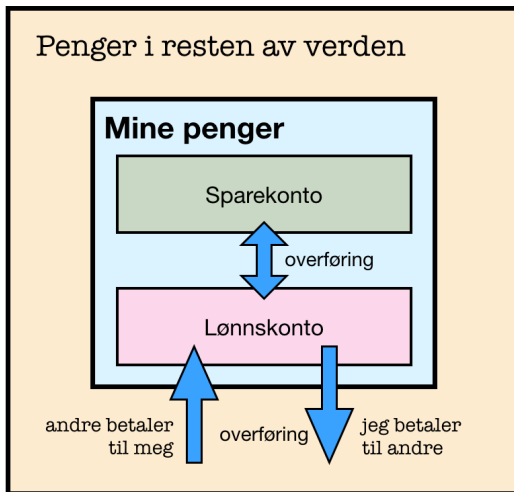 Penger i resten av verden
Mine penger
Sparekonto
overføring
Lønnskonto
andre betaler
til meg
overføring
jeg betaler
til andre